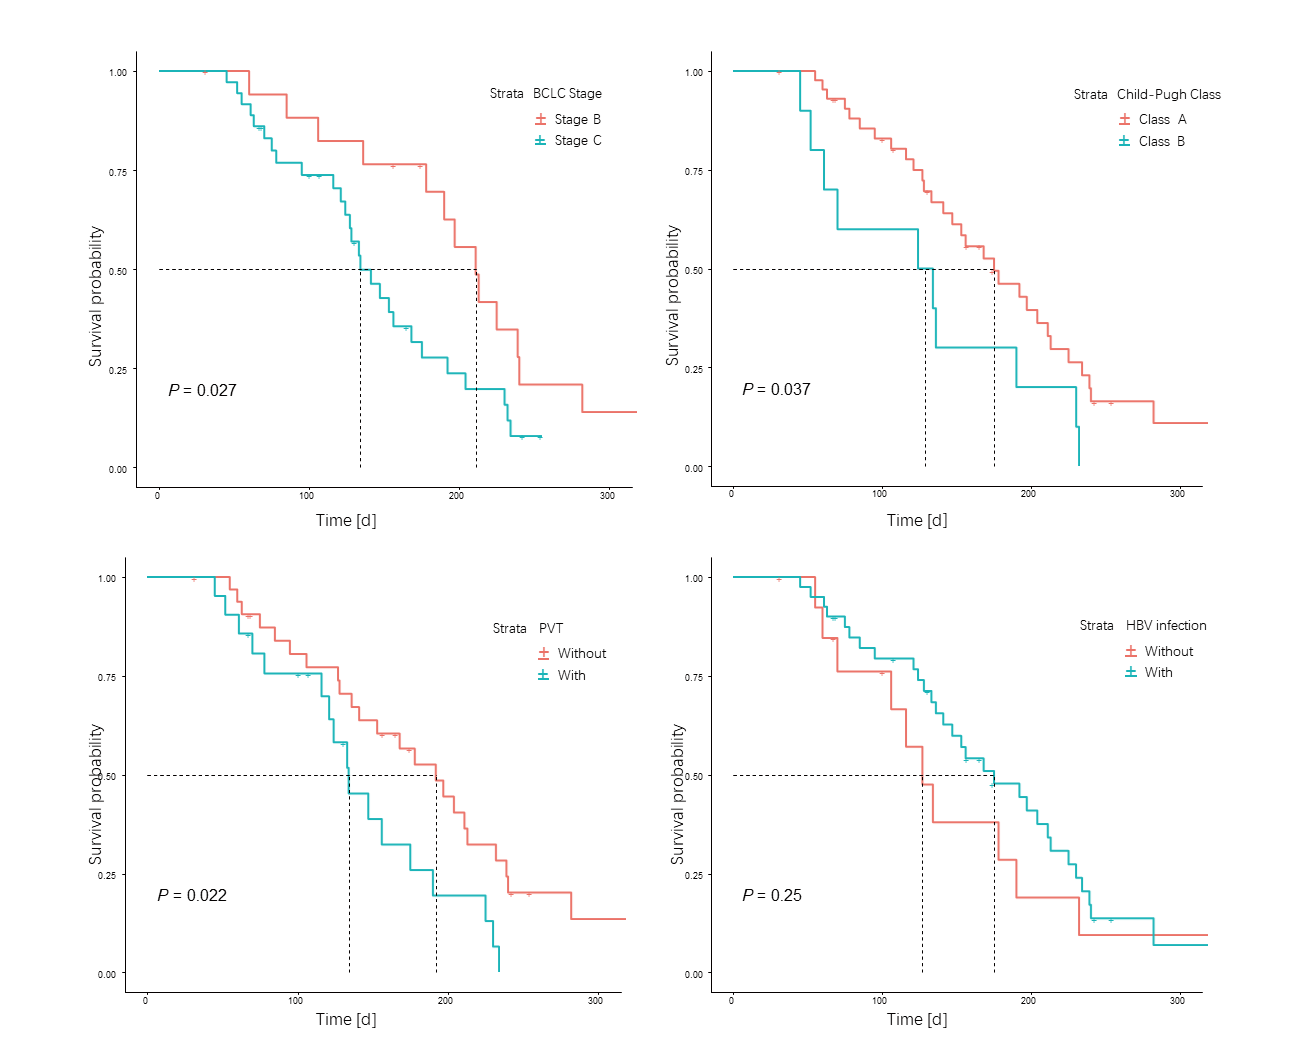 Strata BCLC Stage
Stage B
Stage C
Survival probability
1.00
0.75
0.50
0.25
0.00
P = 0.027
0 100 200 300
Time [d]
Strata Child-Pugh Class
Class A
Class B
Survival probability
1.00
0.75
0.50
0.25
0.00
P = 0.037
0 100 200 300
Time [d]
Strata PVT
Without
With
Survival probability
1.00
0.75
0.50
0.25
0.00
P = 0.022
0 100 200 300
Time [d]
Strata HBV infection
Without
With
Survival probability
1.00
0.75
0.50
0.25
0.00
P = 0.25
0 100 200 300
Time [d]